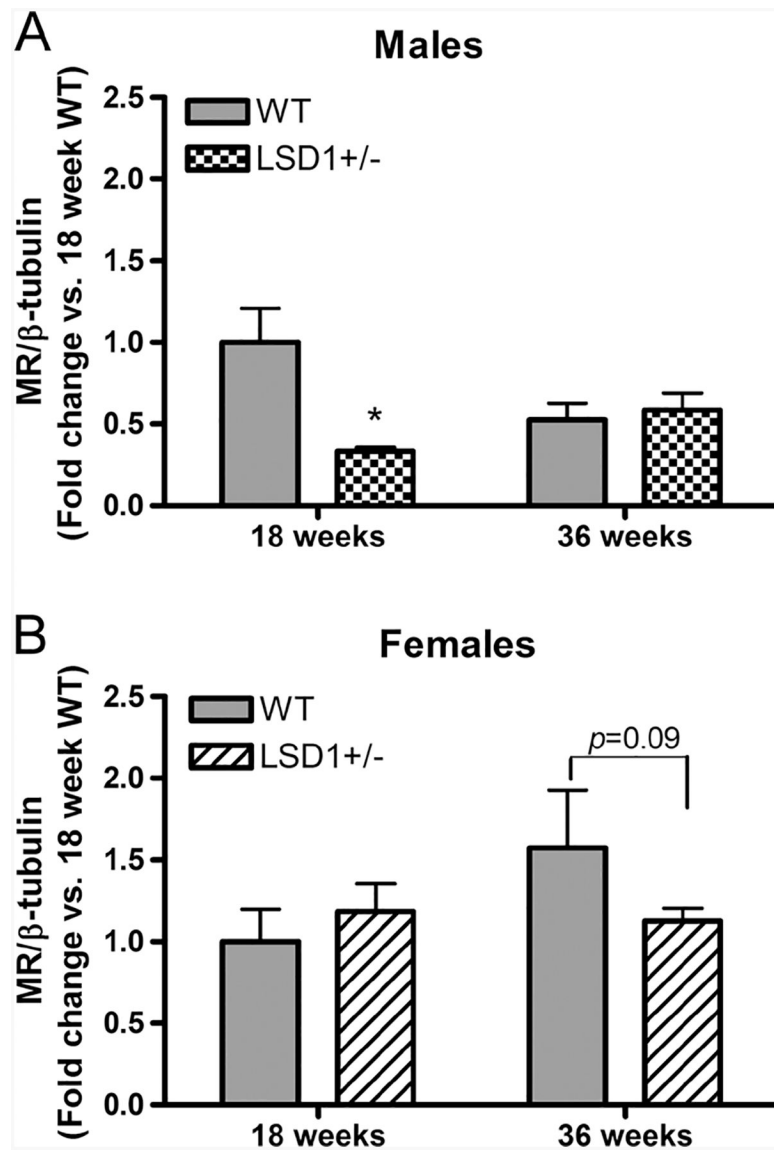 A
Males
MR/β-tubulin
(Fold change vs. 18 week WT)
2.5
2.0
1.5
1.0
0.5
0.0
WT
LSD1+/-
*
18 weeks
36 weeks
B
Females
MR/β-tubulin
(Fold change vs. 18 week WT)
2.5
2.0
1.5
1.0
0.5
0.0
WT
LSD1+/-
p=0.09
18 weeks
36 weeks